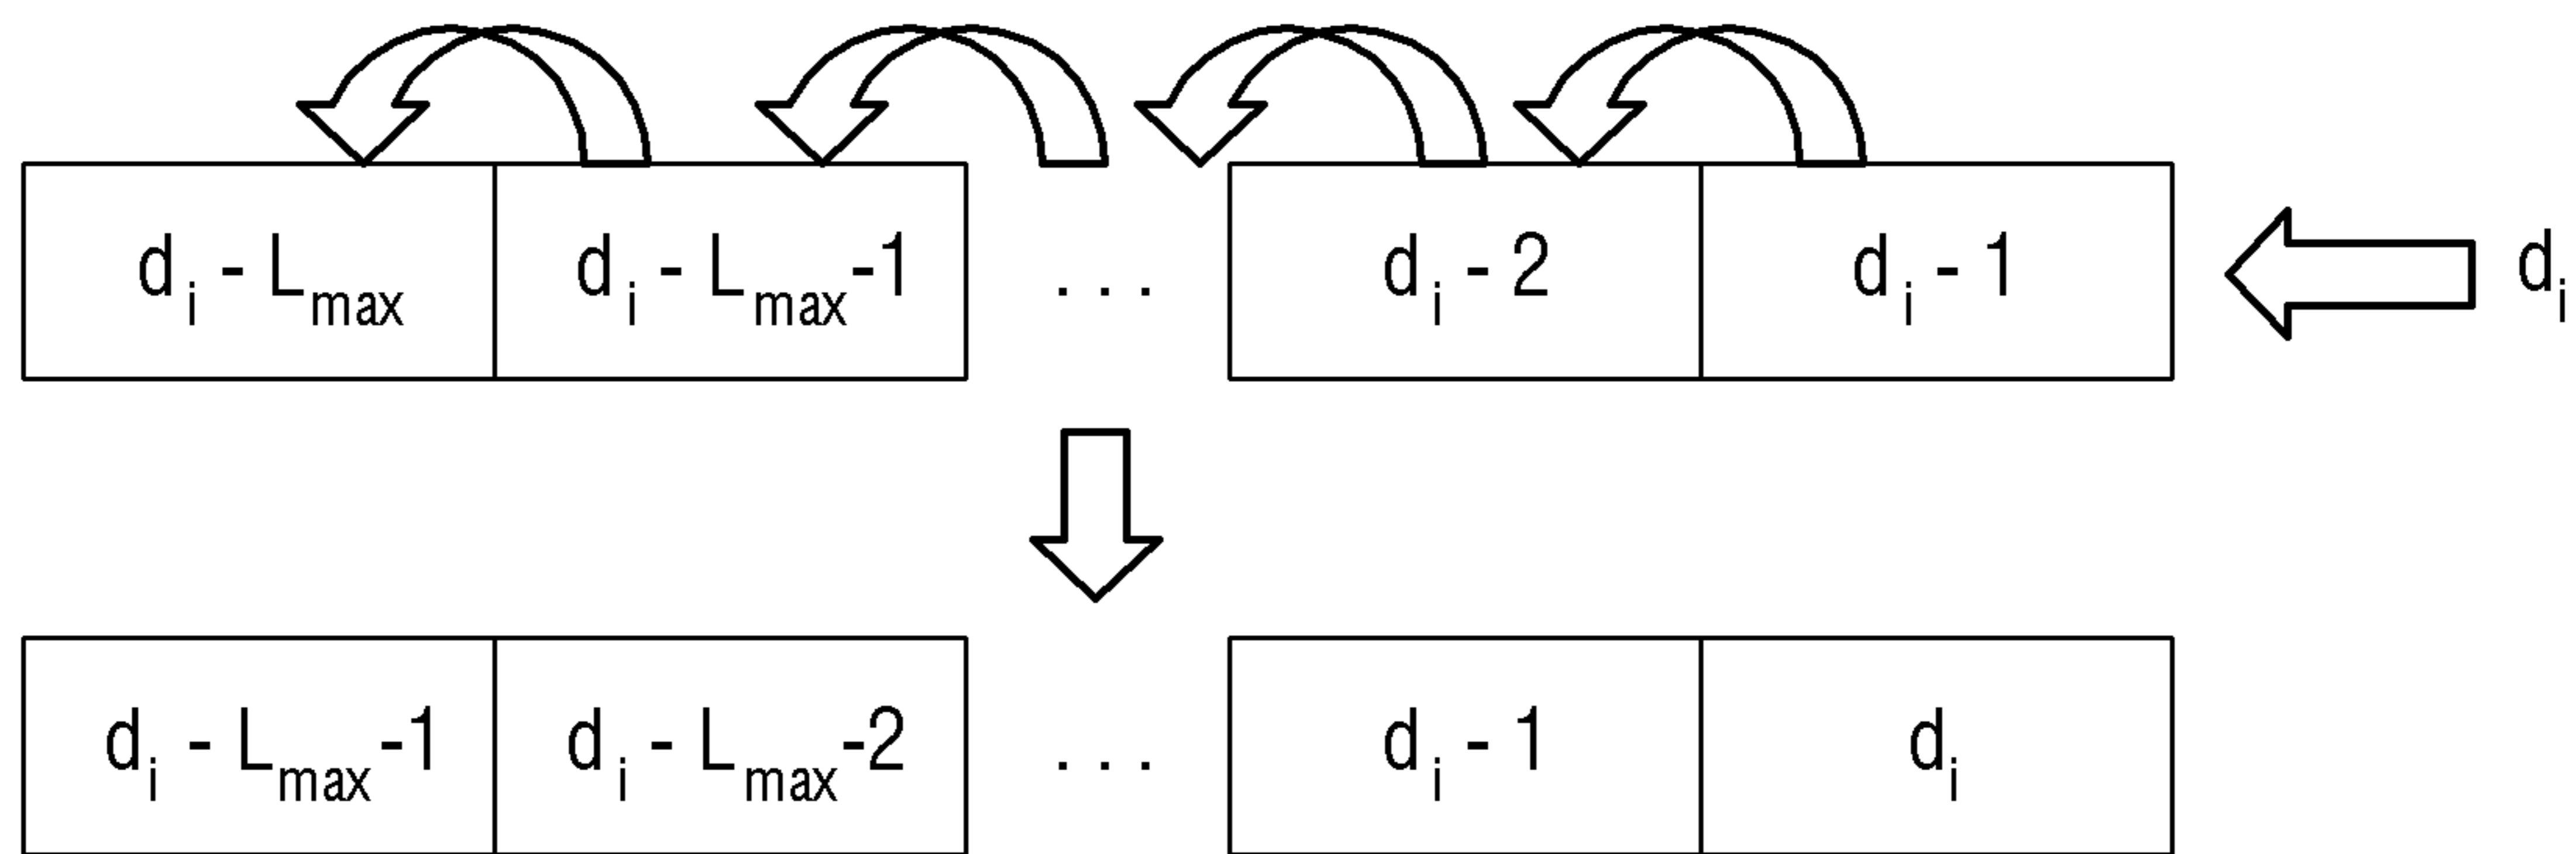 d_i - L_max d_i - L_max -1 . . . d_i - 2 d_i - 1 d_i
d_i - L_max -1 d_i - L_max -2 . . . d_i - 1 d_i